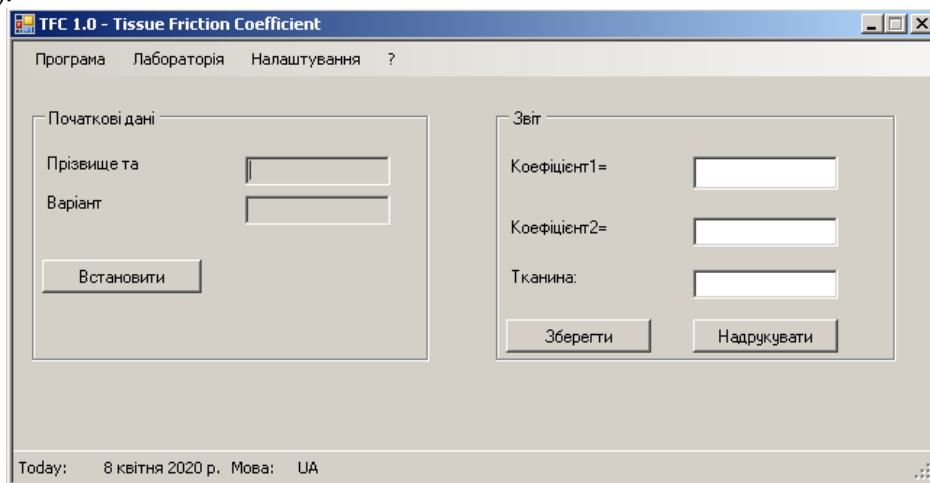 TFC 1.0 - Tissue Friction Coefficient
Програма Лабораторія Налаштування ?
Початкові дані
Прізвище та
Варіант
Встановити
Звіт
Коефіцієнт1=
Коефіцієнт2=
Тканина:
Зберегти Надрукувати
Today: 8 квітня 2020 р. Мова: UA